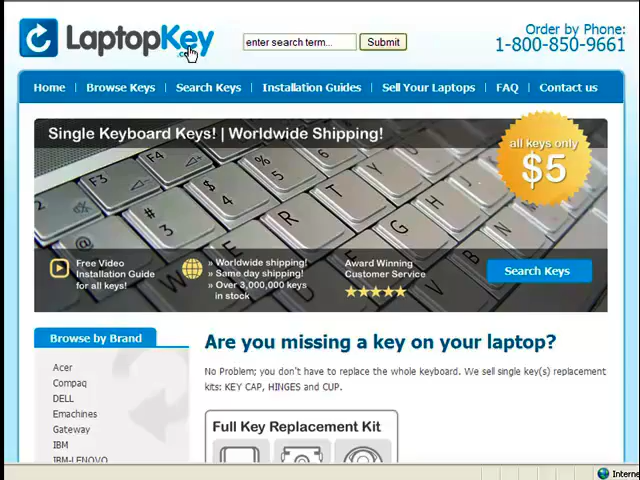 LaptopKey
.com
enter search term...
Submit
Order by Phone:
1-800-850-9661
Home
Browse Keys
Search Keys
Installation Guides
Sell Your Laptops
FAQ
Contact us
Single Keyboard Keys! | Worldwide Shipping!
all keys only
$5
Free Video
Installation Guide
for all keys!
» Worldwide shipping!
» Same day shipping!
» Over 3,000,000 keys
in stock
Award Winning
Customer Service
Search Keys
Browse by Brand
Acer
Compaq
DELL
Emachines
Gateway
IBM
IBM-LENOVO
Are you missing a key on your laptop?
No Problem; you don't have to replace the whole keyboard. We sell single key(s) replacement
kits: KEY CAP, HINGES and CUP.
Full Key Replacement Kit